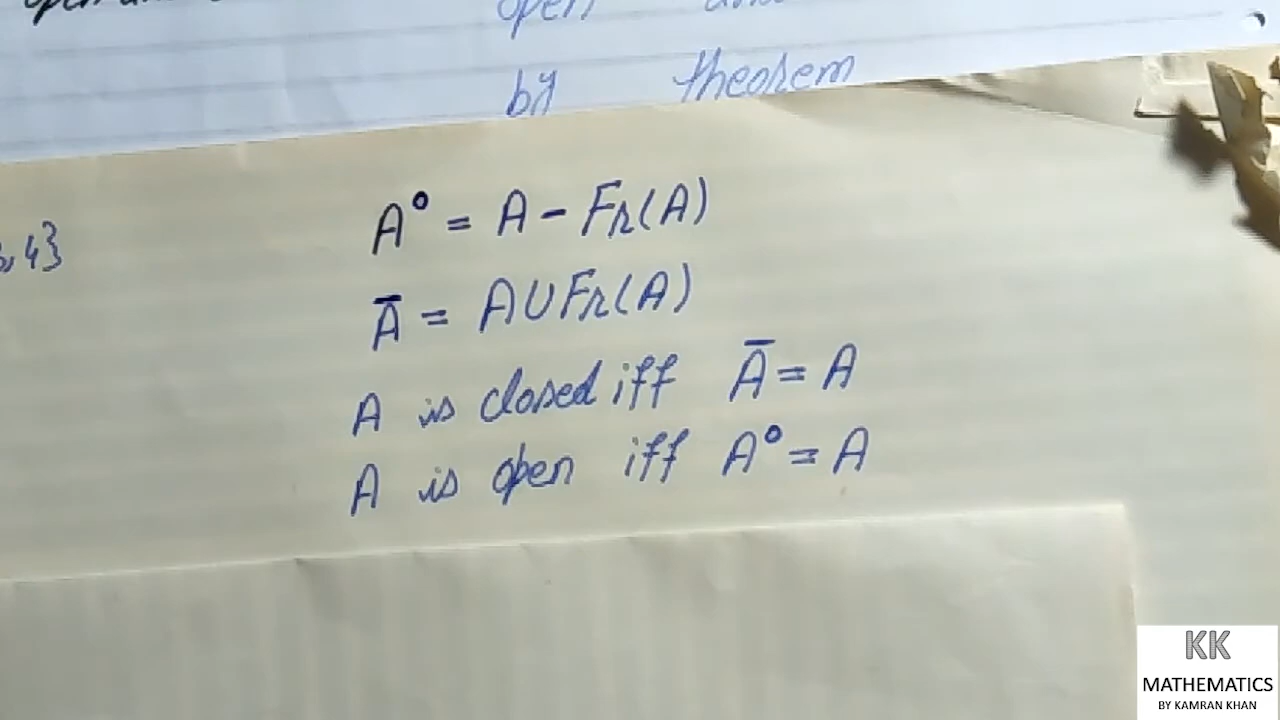 open
by theorem
A° = A - Fr(A)
,4}
Ā = A∪Fr(A)
A is closed iff Ā = A
A is open iff A° = A
KK
MATHEMATICS
BY KAMRAN KHAN